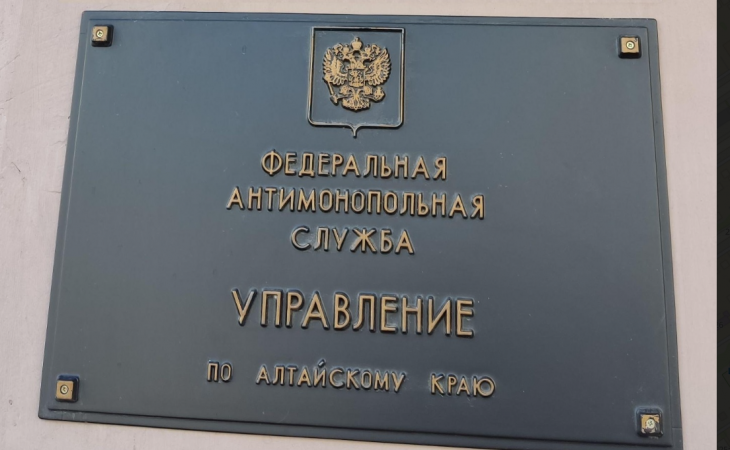 ФЕДЕРАЛЬНАЯ
АНТИМОНОПОЛЬНАЯ
СЛУЖБА
УПРАВЛЕНИЕ
ПО АЛТАЙСКОМУ КРАЮ